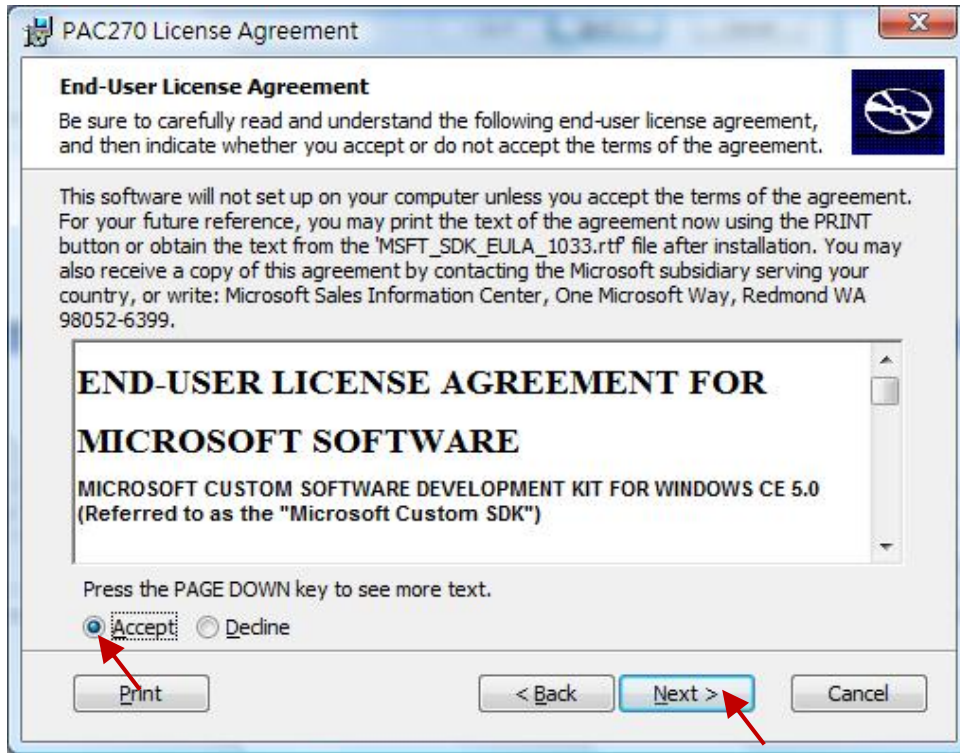 PAC270 License Agreement
End-User License Agreement
Be sure to carefully read and understand the following end-user license agreement,
and then indicate whether you accept or do not accept the terms of the agreement.
This software will not set up on your computer unless you accept the terms of the agreement.
For your future reference, you may print the text of the agreement now using the PRINT
button or obtain the text from the 'MSFT_SDK_EULA_1033.rtf' file after installation. You may
also receive a copy of this agreement by contacting the Microsoft subsidiary serving your
country, or write: Microsoft Sales Information Center, One Microsoft Way, Redmond WA
98052-6399.
END-USER LICENSE AGREEMENT FOR
MICROSOFT SOFTWARE
MICROSOFT CUSTOM SOFTWARE DEVELOPMENT KIT FOR WINDOWS CE 5.0
(Referred to as the "Microsoft Custom SDK")
Press the PAGE DOWN key to see more text.
Accept Decline
Print < Back Next > Cancel